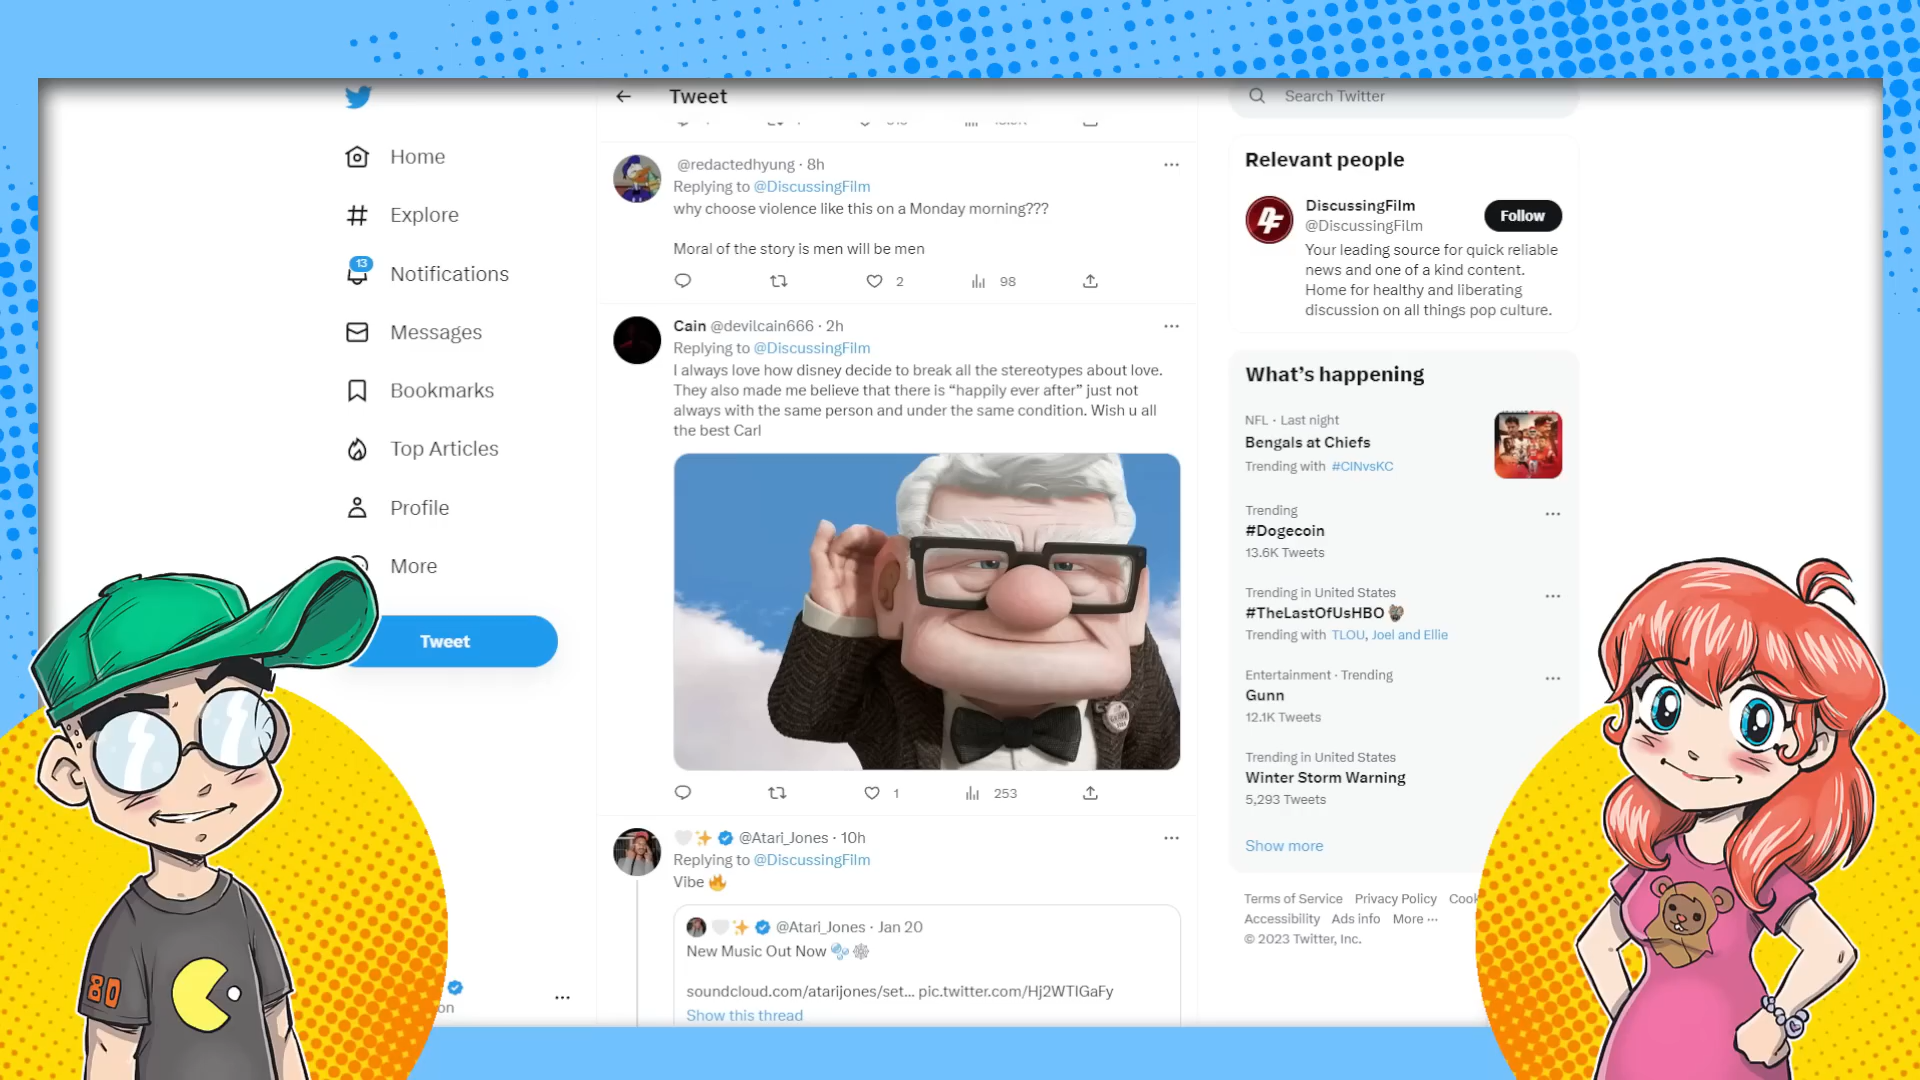 Home
Explore
13
Notifications
Messages
Bookmarks
Top Articles
Profile
More
Tweet
on
Tweet
@redactedhyung · 8h
Replying to @DiscussingFilm
why choose violence like this on a Monday morning???
Moral of the story is men will be men
2
98
Cain @devilcain666 · 2h
Replying to @DiscussingFilm
I always love how disney decide to break all the stereotypes about love.
They also made me believe that there is “happily ever after” just not
always with the same person and under the same condition. Wish u all
the best Carl
1
253
@Atari_Jones · 10h
Replying to @DiscussingFilm
Vibe 🔥
@Atari_Jones · Jan 20
New Music Out Now
soundcloud.com/atarijones/set... pic.twitter.com/Hj2WTIGaFy
Show this thread
Search Twitter
Relevant people
DiscussingFilm
@DiscussingFilm
Follow
Your leading source for quick reliable
news and one of a kind content.
Home for healthy and liberating
discussion on all things pop culture.
What’s happening
NFL · Last night
Bengals at Chiefs
Trending with #CINvsKC
Trending
#Dogecoin
13.6K Tweets
Trending in United States
#TheLastOfUsHBO
Trending with TLOU, Joel and Ellie
Entertainment · Trending
Gunn
12.1K Tweets
Trending in United States
Winter Storm Warning
5,293 Tweets
Show more
Terms of Service Privacy Policy Cook
Accessibility Ads info More ···
© 2023 Twitter, Inc.
80